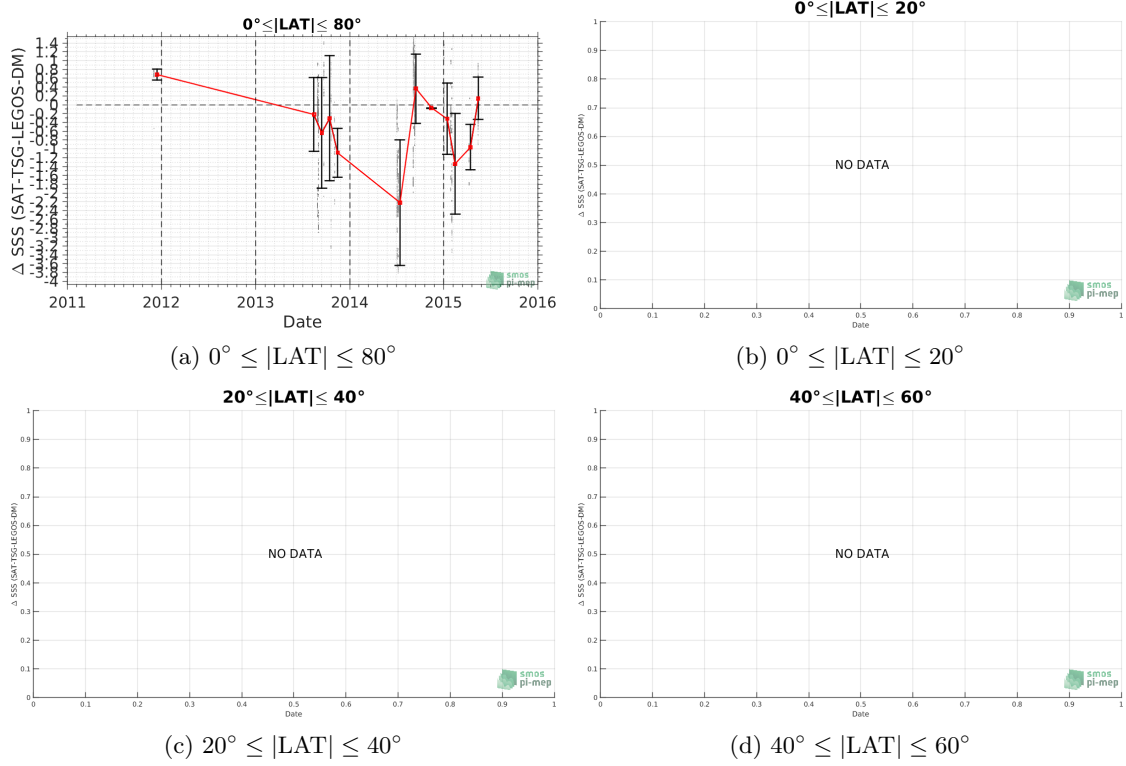 0°≤|LAT|≤ 80°
Δ SSS (SAT-TSG-LEGOS-DM)
1.4
1.2
0.8
0.6
0.4
0.2
0
-0.2
-0.4
-0.6
-0.8
-1
-1.2
-1.4
-1.6
-1.8
-2
-2.2
-2.4
-2.6
-2.8
-3
-3.2
-3.4
-3.6
-4
2011 2012 2013 2014 2015 2016
Date
smos
pi-mep
(a) 0° ≤ |LAT| ≤ 80°
0°≤|LAT|≤ 20°
Δ SSS (SAT-TSG-LEGOS-DM)
1
0.9
0.8
0.7
0.6
0.5
0.4
0.3
0.2
0.1
0
NO DATA
0 0.1 0.2 0.3 0.4 0.5 0.6 0.7 0.8 0.9 1
Date
smos
pi-mep
(b) 0° ≤ |LAT| ≤ 20°
20°≤|LAT|≤ 40°
Δ SSS (SAT-TSG-LEGOS-DM)
1
0.9
0.8
0.7
0.6
0.5
0.4
0.3
0.2
0.1
0
NO DATA
0 0.1 0.2 0.3 0.4 0.5 0.6 0.7 0.8 0.9 1
Date
smos
pi-mep
(c) 20° ≤ |LAT| ≤ 40°
40°≤|LAT|≤ 60°
Δ SSS (SAT-TSG-LEGOS-DM)
1
0.9
0.8
0.7
0.6
0.5
0.4
0.3
0.2
0.1
0
NO DATA
0 0.1 0.2 0.3 0.4 0.5 0.6 0.7 0.8 0.9 1
Date
smos
pi-mep
(d) 40° ≤ |LAT| ≤ 60°